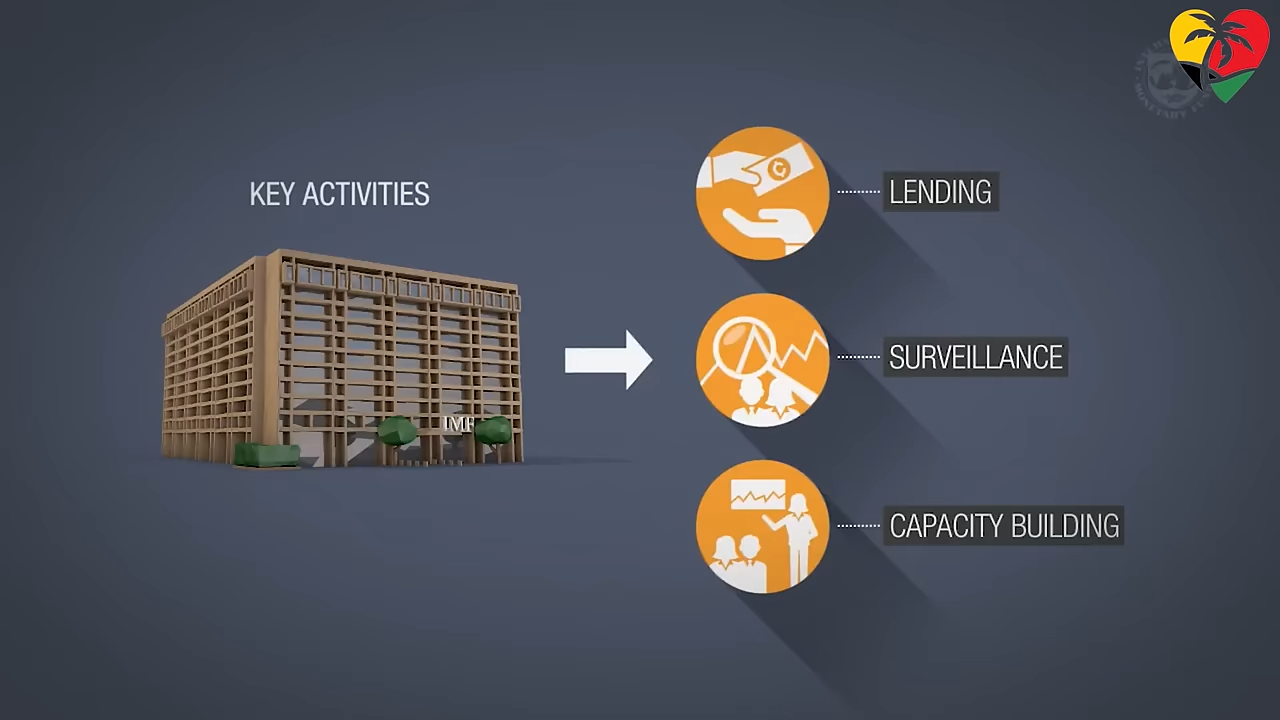 KEY ACTIVITIES
IMF
LENDING
SURVEILLANCE
CAPACITY BUILDING